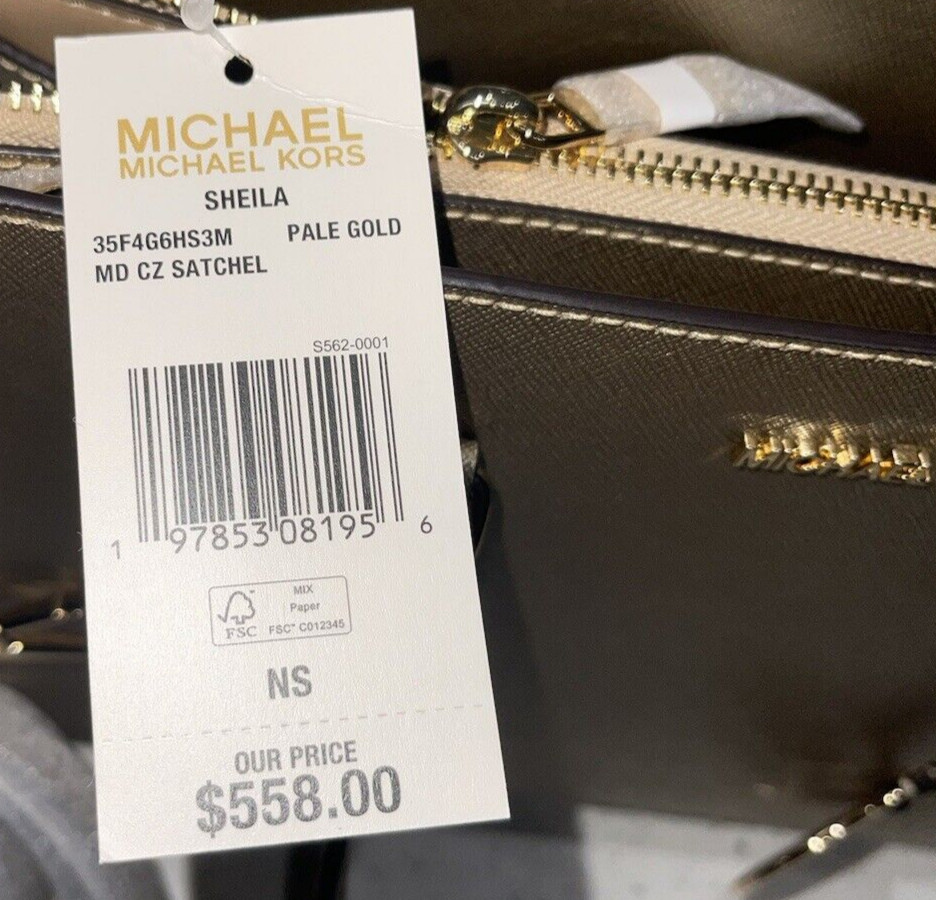 MICHAEL
MICHAEL KORS
SHEILA
35F4G6HS3M PALE GOLD
MD CZ SATCHEL
S562-0001
1 97853 08195 6
MIX
Paper
FSC FSC™ C012345
NS
OUR PRICE
$558.00
MICHAEL